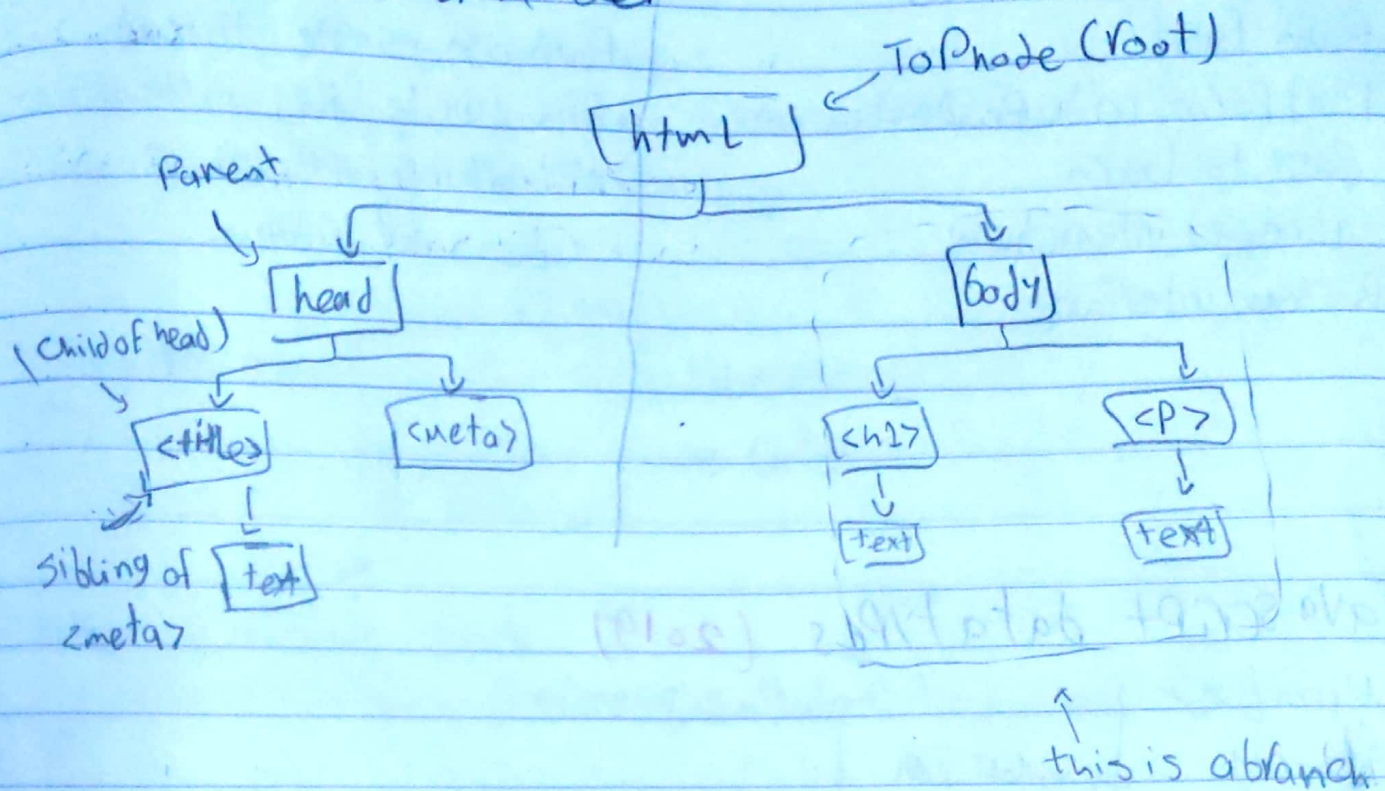 ToPnode (root)
html
Parent
head
body
(child of head)
<title>
<meta>
<h1>
<p>
text
text
text
sibling of
<meta>
this is a branch